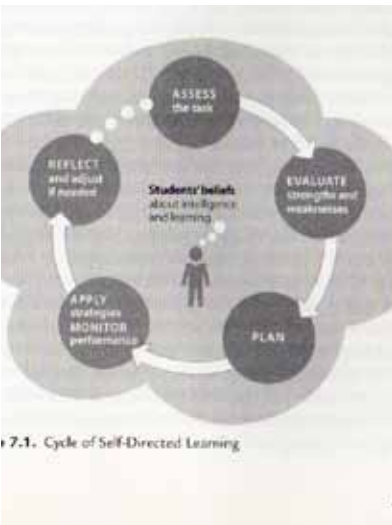 ASSESS
the task
EVALUATE
strengths and
weaknesses
PLAN
APPLY
strategies
MONITOR
performance
REFLECT
and adjust
if needed
Students' beliefs
about intelligence
and learning
7.1. Cycle of Self-Directed Learning